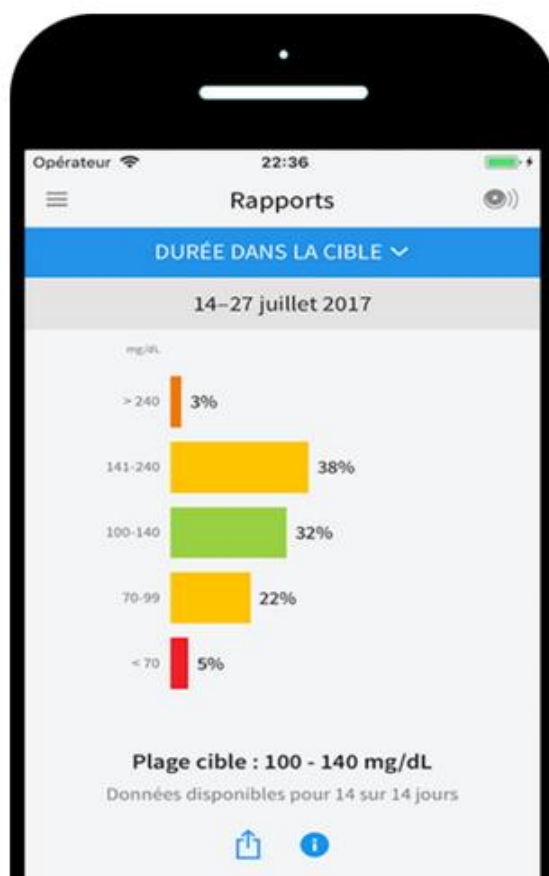 Opérateur 22:36
Rapports
DURÉE DANS LA CIBLE
14–27 juillet 2017
mg/dL
> 240 3%
141-240 38%
100-140 32%
70-99 22%
< 70 5%
Plage cible : 100 - 140 mg/dL
Données disponibles pour 14 sur 14 jours